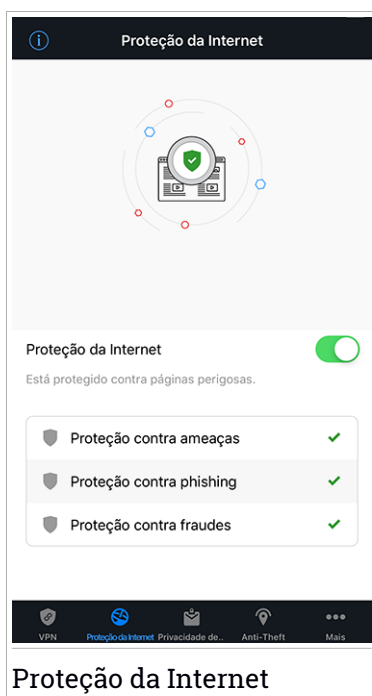 Proteção da Internet
Proteção da Internet
Está protegido contra páginas perigosas.
Proteção contra ameaças
Proteção contra phishing
Proteção contra fraudes
VPN
Proteção da Internet
Privacidade de..
Anti-Theft
Mais
Proteção da Internet